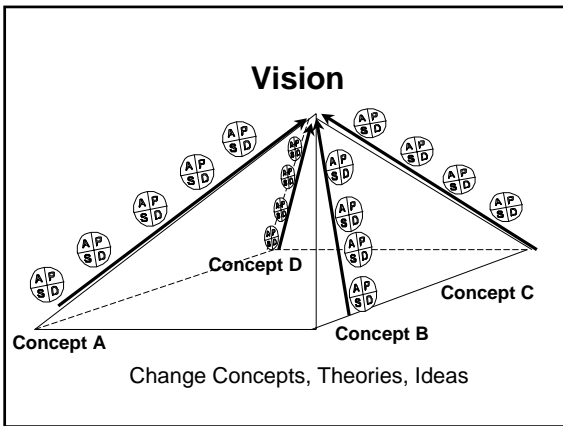 Vision
A P
S D
A P
S D
A P
S D
A P
S D
A P
S D
A P
S D
A P
S D
A P
S D
A P
S D
A P
S D
A P
S D
A P
S D
A P
S D
A P
S D
A P
S D
A P
S D
A P
S D
Concept D
Concept C
Concept B
Concept A
Change Concepts, Theories, Ideas